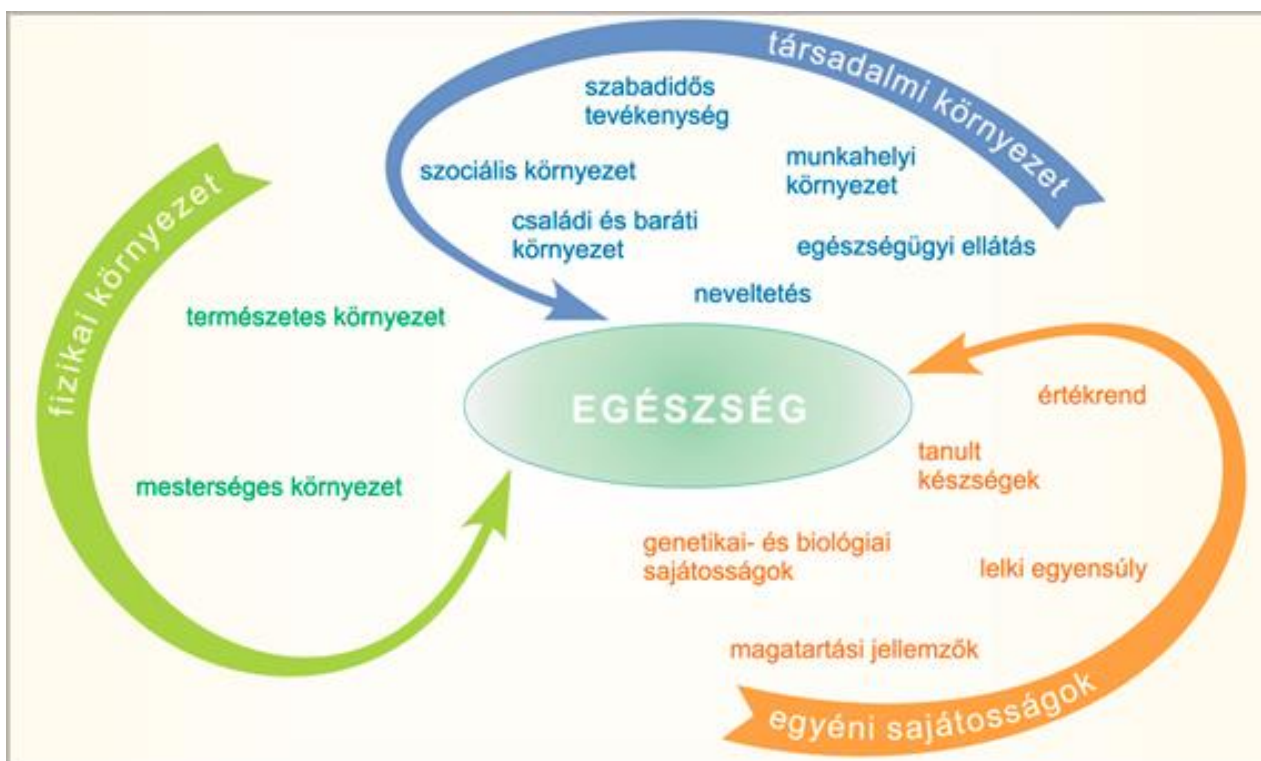 társadalmi környezet
szabadidős
tevékenység
szociális környezet
munkahelyi
környezet
családi és baráti
környezet
egészségügyi ellátás
neveltetés
fizikai környezet
természetes környezet
mesterséges környezet
EGÉSZSÉG
értékrend
tanult
készségek
genetikai- és biológiai
sajátosságok
lelki egyensúly
magatartási jellemzők
egyéni sajátosságok